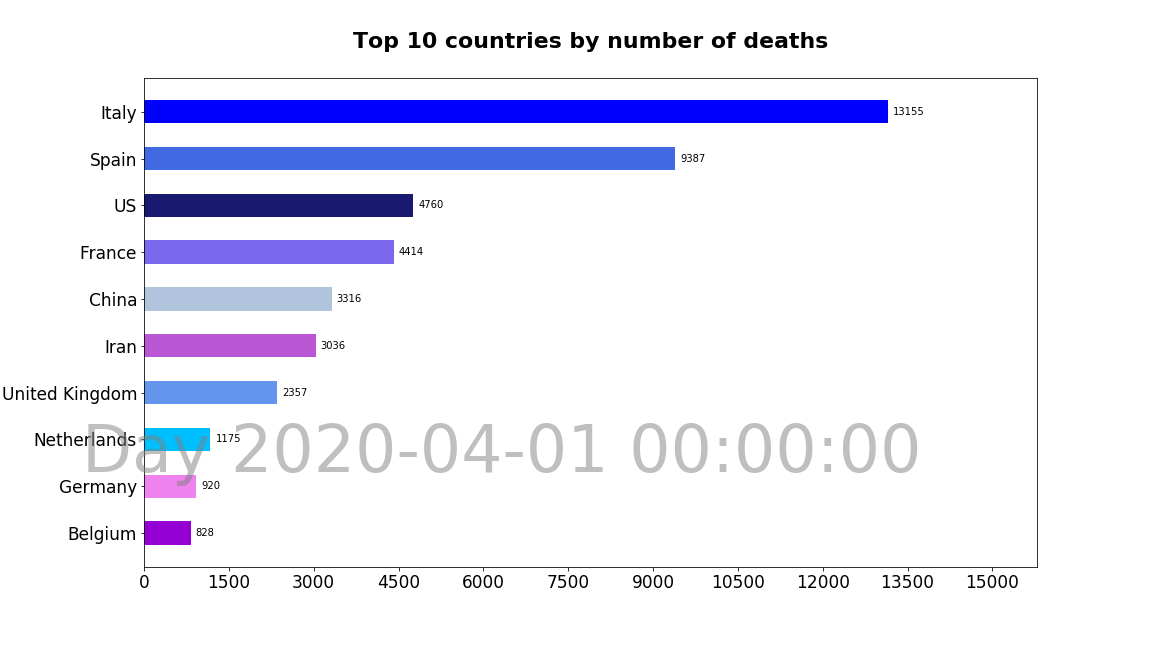 Top 10 countries by number of deaths
Italy 13155
Spain 9387
US 4760
France 4414
China 3316
Iran 3036
United Kingdom 2357
Netherlands 1175
Day 2020-04-01 00:00:00
Germany 920
Belgium 828
0 1500 3000 4500 6000 7500 9000 10500 12000 13500 15000